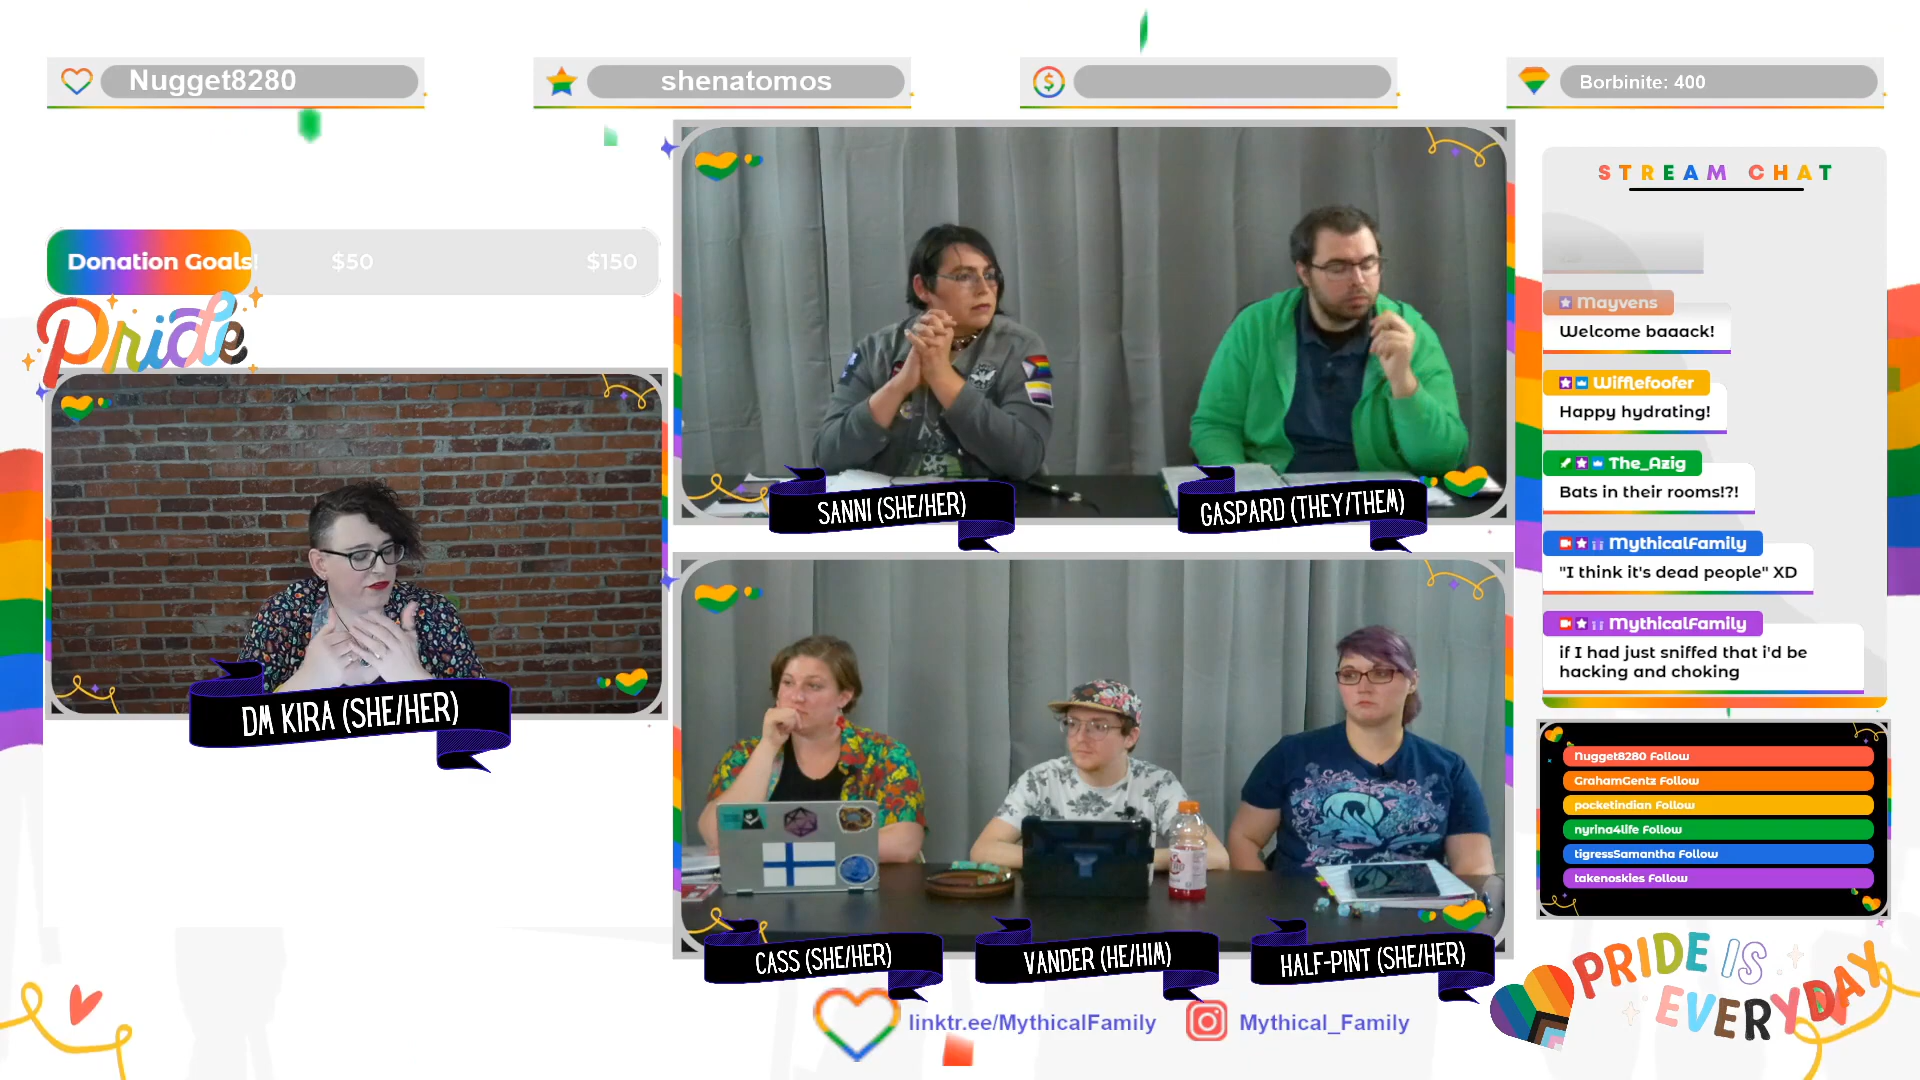 Nugget8280
shenatomos
Borbinite: 400
Donation Goals!
$50
$150
Pride
DM KIRA (SHE/HER)
SANNI (SHE/HER)
GASPARD (THEY/THEM)
CASS (SHE/HER)
VANDER (HE/HIM)
HALF-PINT (SHE/HER)
linktr.ee/MythicalFamily
Mythical_Family
STREAM CHAT
Mayvens
Welcome baaack!
Wifflefoofer
Happy hydrating!
The_Azig
Bats in their rooms!?!
MythicalFamily
"I think it's dead people" XD
MythicalFamily
if I had just sniffed that i'd be
hacking and choking
Nugget8280 Follow
GrahamGentz Follow
pocketindian Follow
nyrina4life Follow
tigressSamantha Follow
takenoskies Follow
PRIDE IS
EVERYDAY